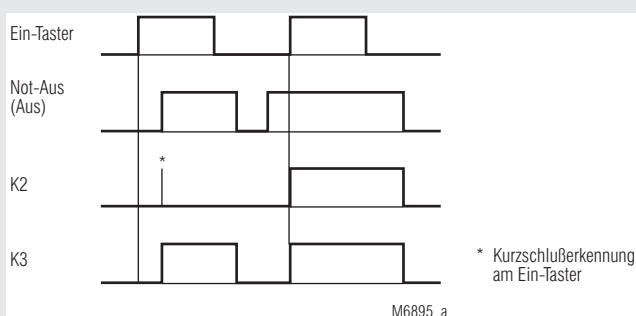 Ein-Taster
Not-Aus
(Aus)
*
K2
K3
* Kurzschlußerkennung
am Ein-Taster
M6895_a